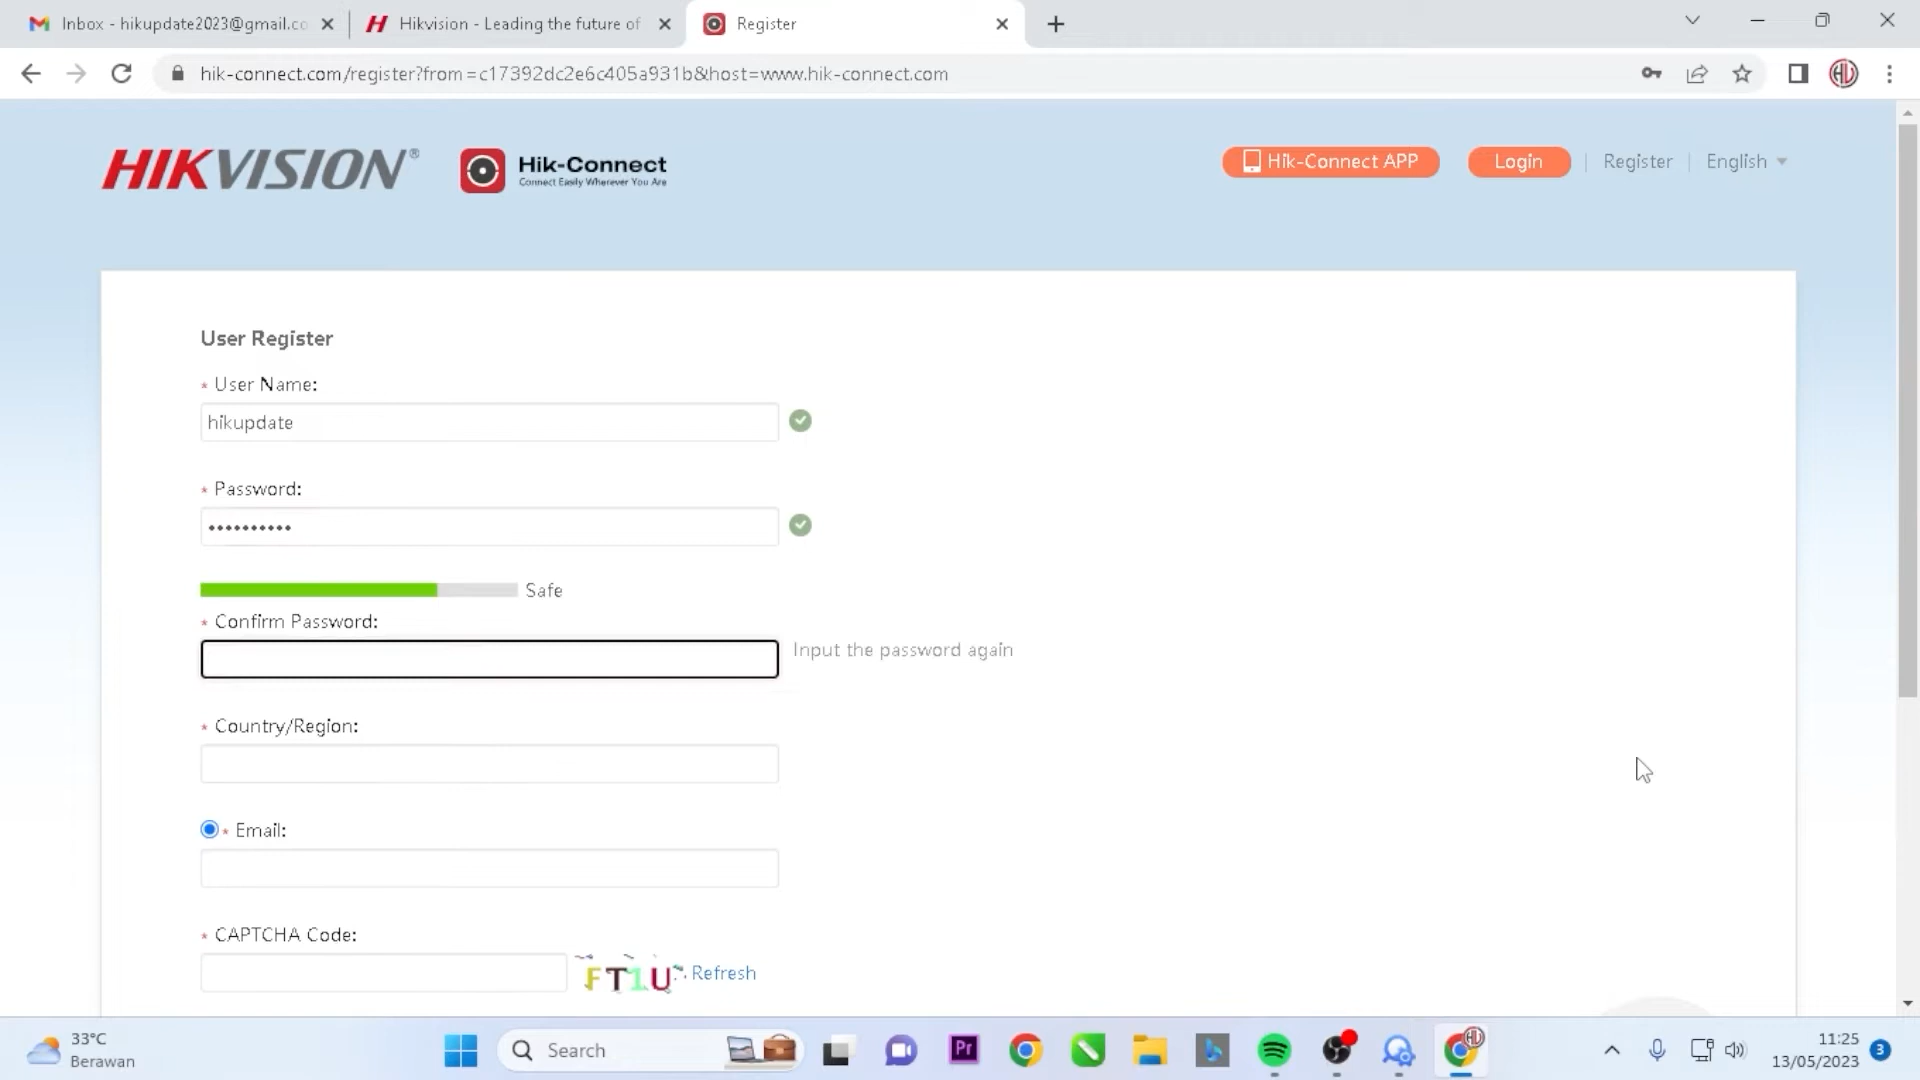 Inbox - hikupdate2023@gmail.co
Hikvision - Leading the future of
Register
hik-connect.com/register?from=c17392dc2e6c405a931b&host=www.hik-connect.com
HIKVISION®
Hik-Connect
Connect Easily Wherever You Are
Hik-Connect APP
Login
Register
English
User Register
* User Name:
hikupdate
* Password:
••••••••••
Safe
* Confirm Password:
Input the password again
* Country/Region:
* Email:
* CAPTCHA Code:
FT1U
Refresh
33°C
Berawan
Search
Pr
11:25
13/05/2023
3